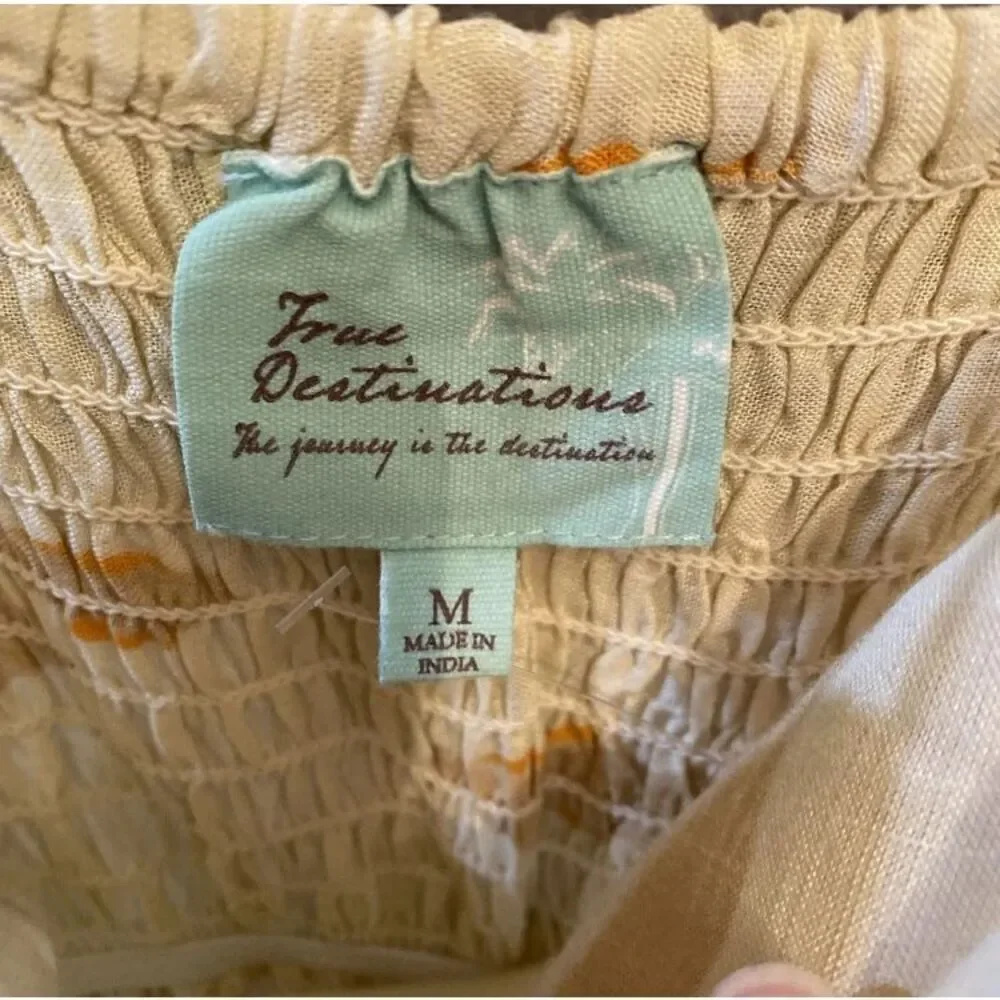 True
Destinations
The journey is the destination
M
MADE IN
INDIA